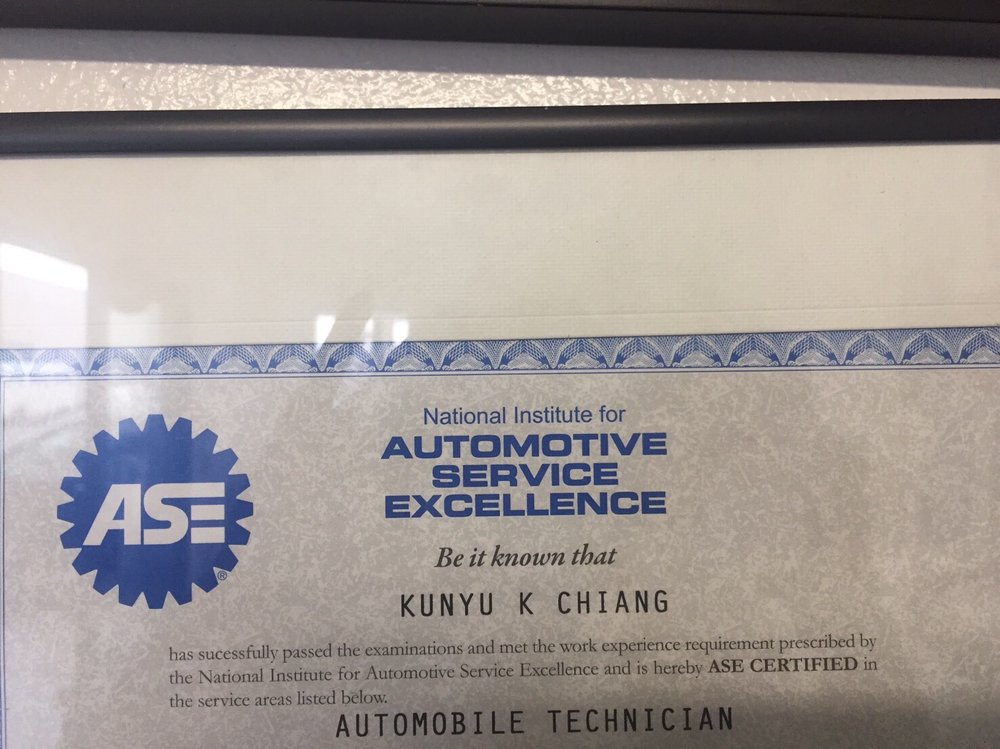 National Institute for
AUTOMOTIVE
SERVICE
EXCELLENCE
ASE
®
Be it known that
KUNYU K CHIANG
has sucessfully passed the examinations and met the work experience requirement prescribed by
the National Institute for Automotive Service Excellence and is hereby ASE CERTIFIED in
the service areas listed below.
AUTOMOBILE TECHNICIAN